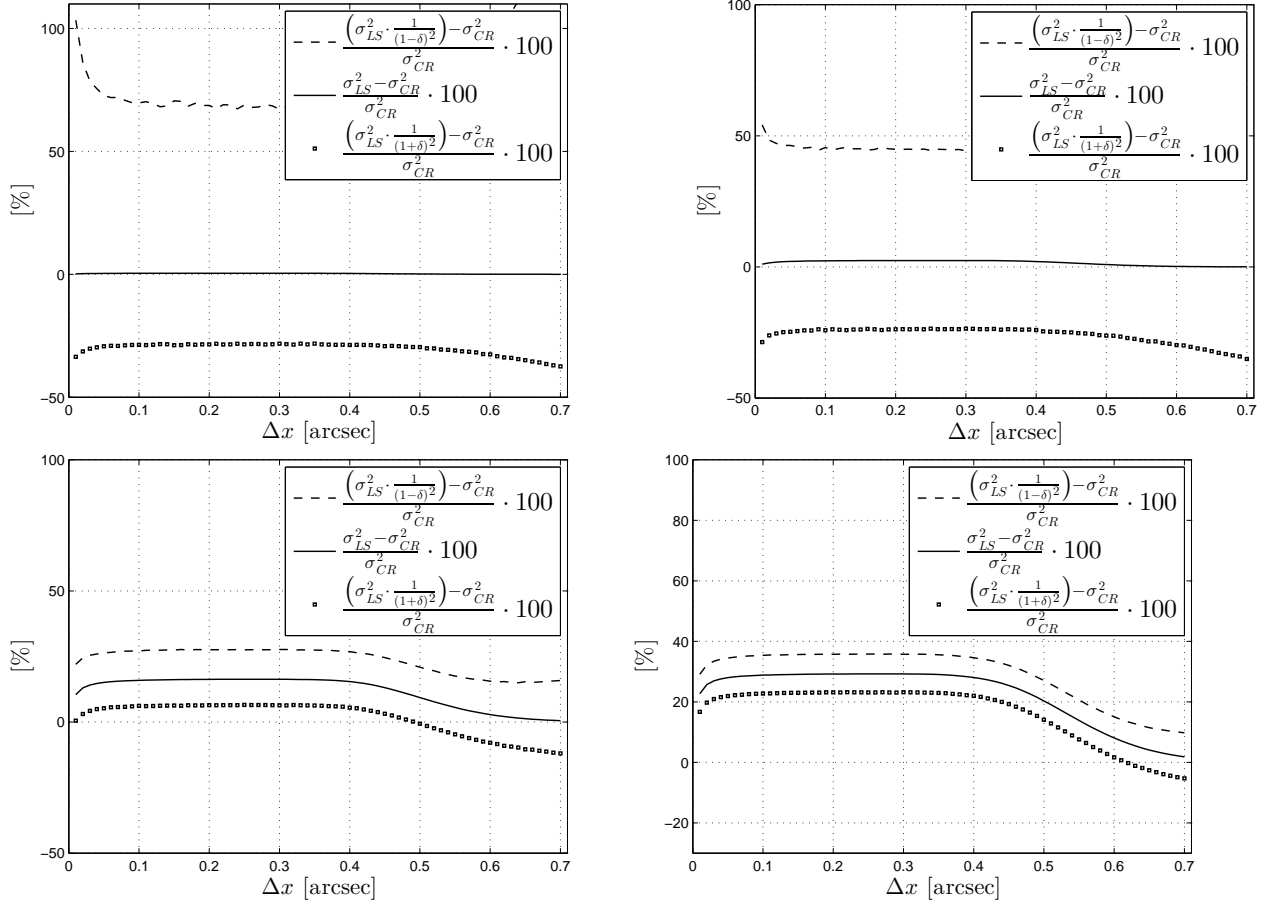 100
50
0
−50
[%]
0 0.1 0.2 0.3 0.4 0.5 0.6 0.7
Δx [arcsec]
(σ²_LS · 1/(1−δ)²)−σ²_CR / σ²_CR · 100
σ²_LS−σ²_CR / σ²_CR · 100
(σ²_LS · 1/(1+δ)²)−σ²_CR / σ²_CR · 100
100
50
0
−50
[%]
0 0.1 0.2 0.3 0.4 0.5 0.6 0.7
Δx [arcsec]
(σ²_LS · 1/(1−δ)²)−σ²_CR / σ²_CR · 100
σ²_LS−σ²_CR / σ²_CR · 100
(σ²_LS · 1/(1+δ)²)−σ²_CR / σ²_CR · 100
100
50
0
−50
[%]
0 0.1 0.2 0.3 0.4 0.5 0.6 0.7
Δx [arcsec]
(σ²_LS · 1/(1−δ)²)−σ²_CR / σ²_CR · 100
σ²_LS−σ²_CR / σ²_CR · 100
(σ²_LS · 1/(1+δ)²)−σ²_CR / σ²_CR · 100
100
80
60
40
20
0
−20
[%]
0 0.1 0.2 0.3 0.4 0.5 0.6 0.7
Δx [arcsec]
(σ²_LS · 1/(1−δ)²)−σ²_CR / σ²_CR · 100
σ²_LS−σ²_CR / σ²_CR · 100
(σ²_LS · 1/(1+δ)²)−σ²_CR / σ²_CR · 100